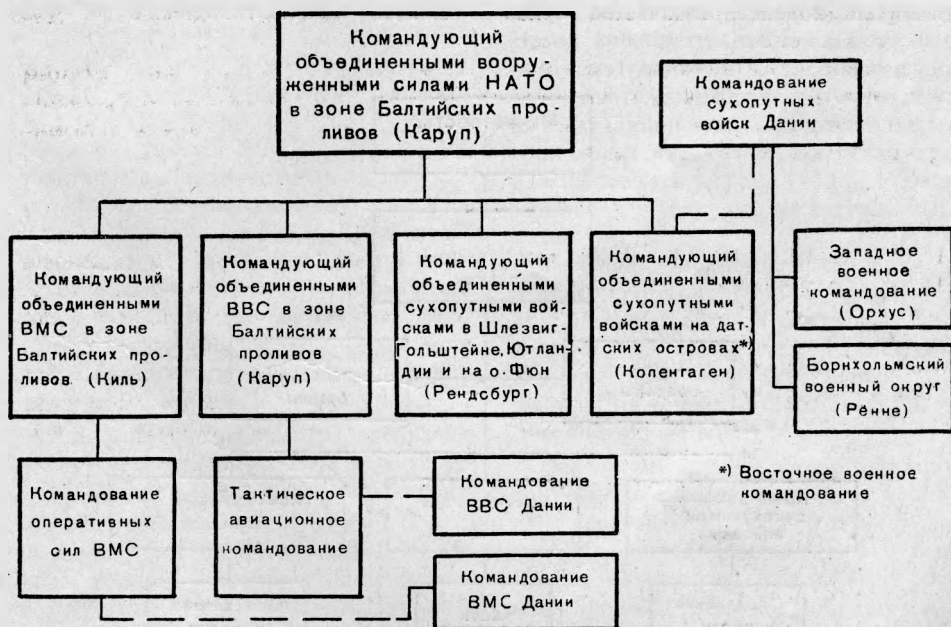 Командующий
объединенными воору-
женными силами НАТО
в зоне Балтийских про-
ливов (Каруп)
Командование
сухопутных
войск Дании
Командующий
объединенными
ВМС в зоне
Балтийских про-
ливов (Киль)
Командующий
объединенными
ВВС в зоне
Балтийских
проливов
(Каруп)
Командующий
объединенными
сухопутными вой-
сками в Шлезвиг-
Гольштейне, Ютлан-
дии и на о. Фюн
(Рендсбург)
Командующий
объединенными
сухопутными
войсками на дат-
ских островах*)
(Копенгаген)
Западное
военное
командование
(Орхус)
Борнхольмский
военный округ
(Рённе)
Командование
оперативных
сил ВМС
Тактическое
авиационное
командование
Командование
ВВС Дании
Командование
ВМС Дании
*) Восточное военное
командование